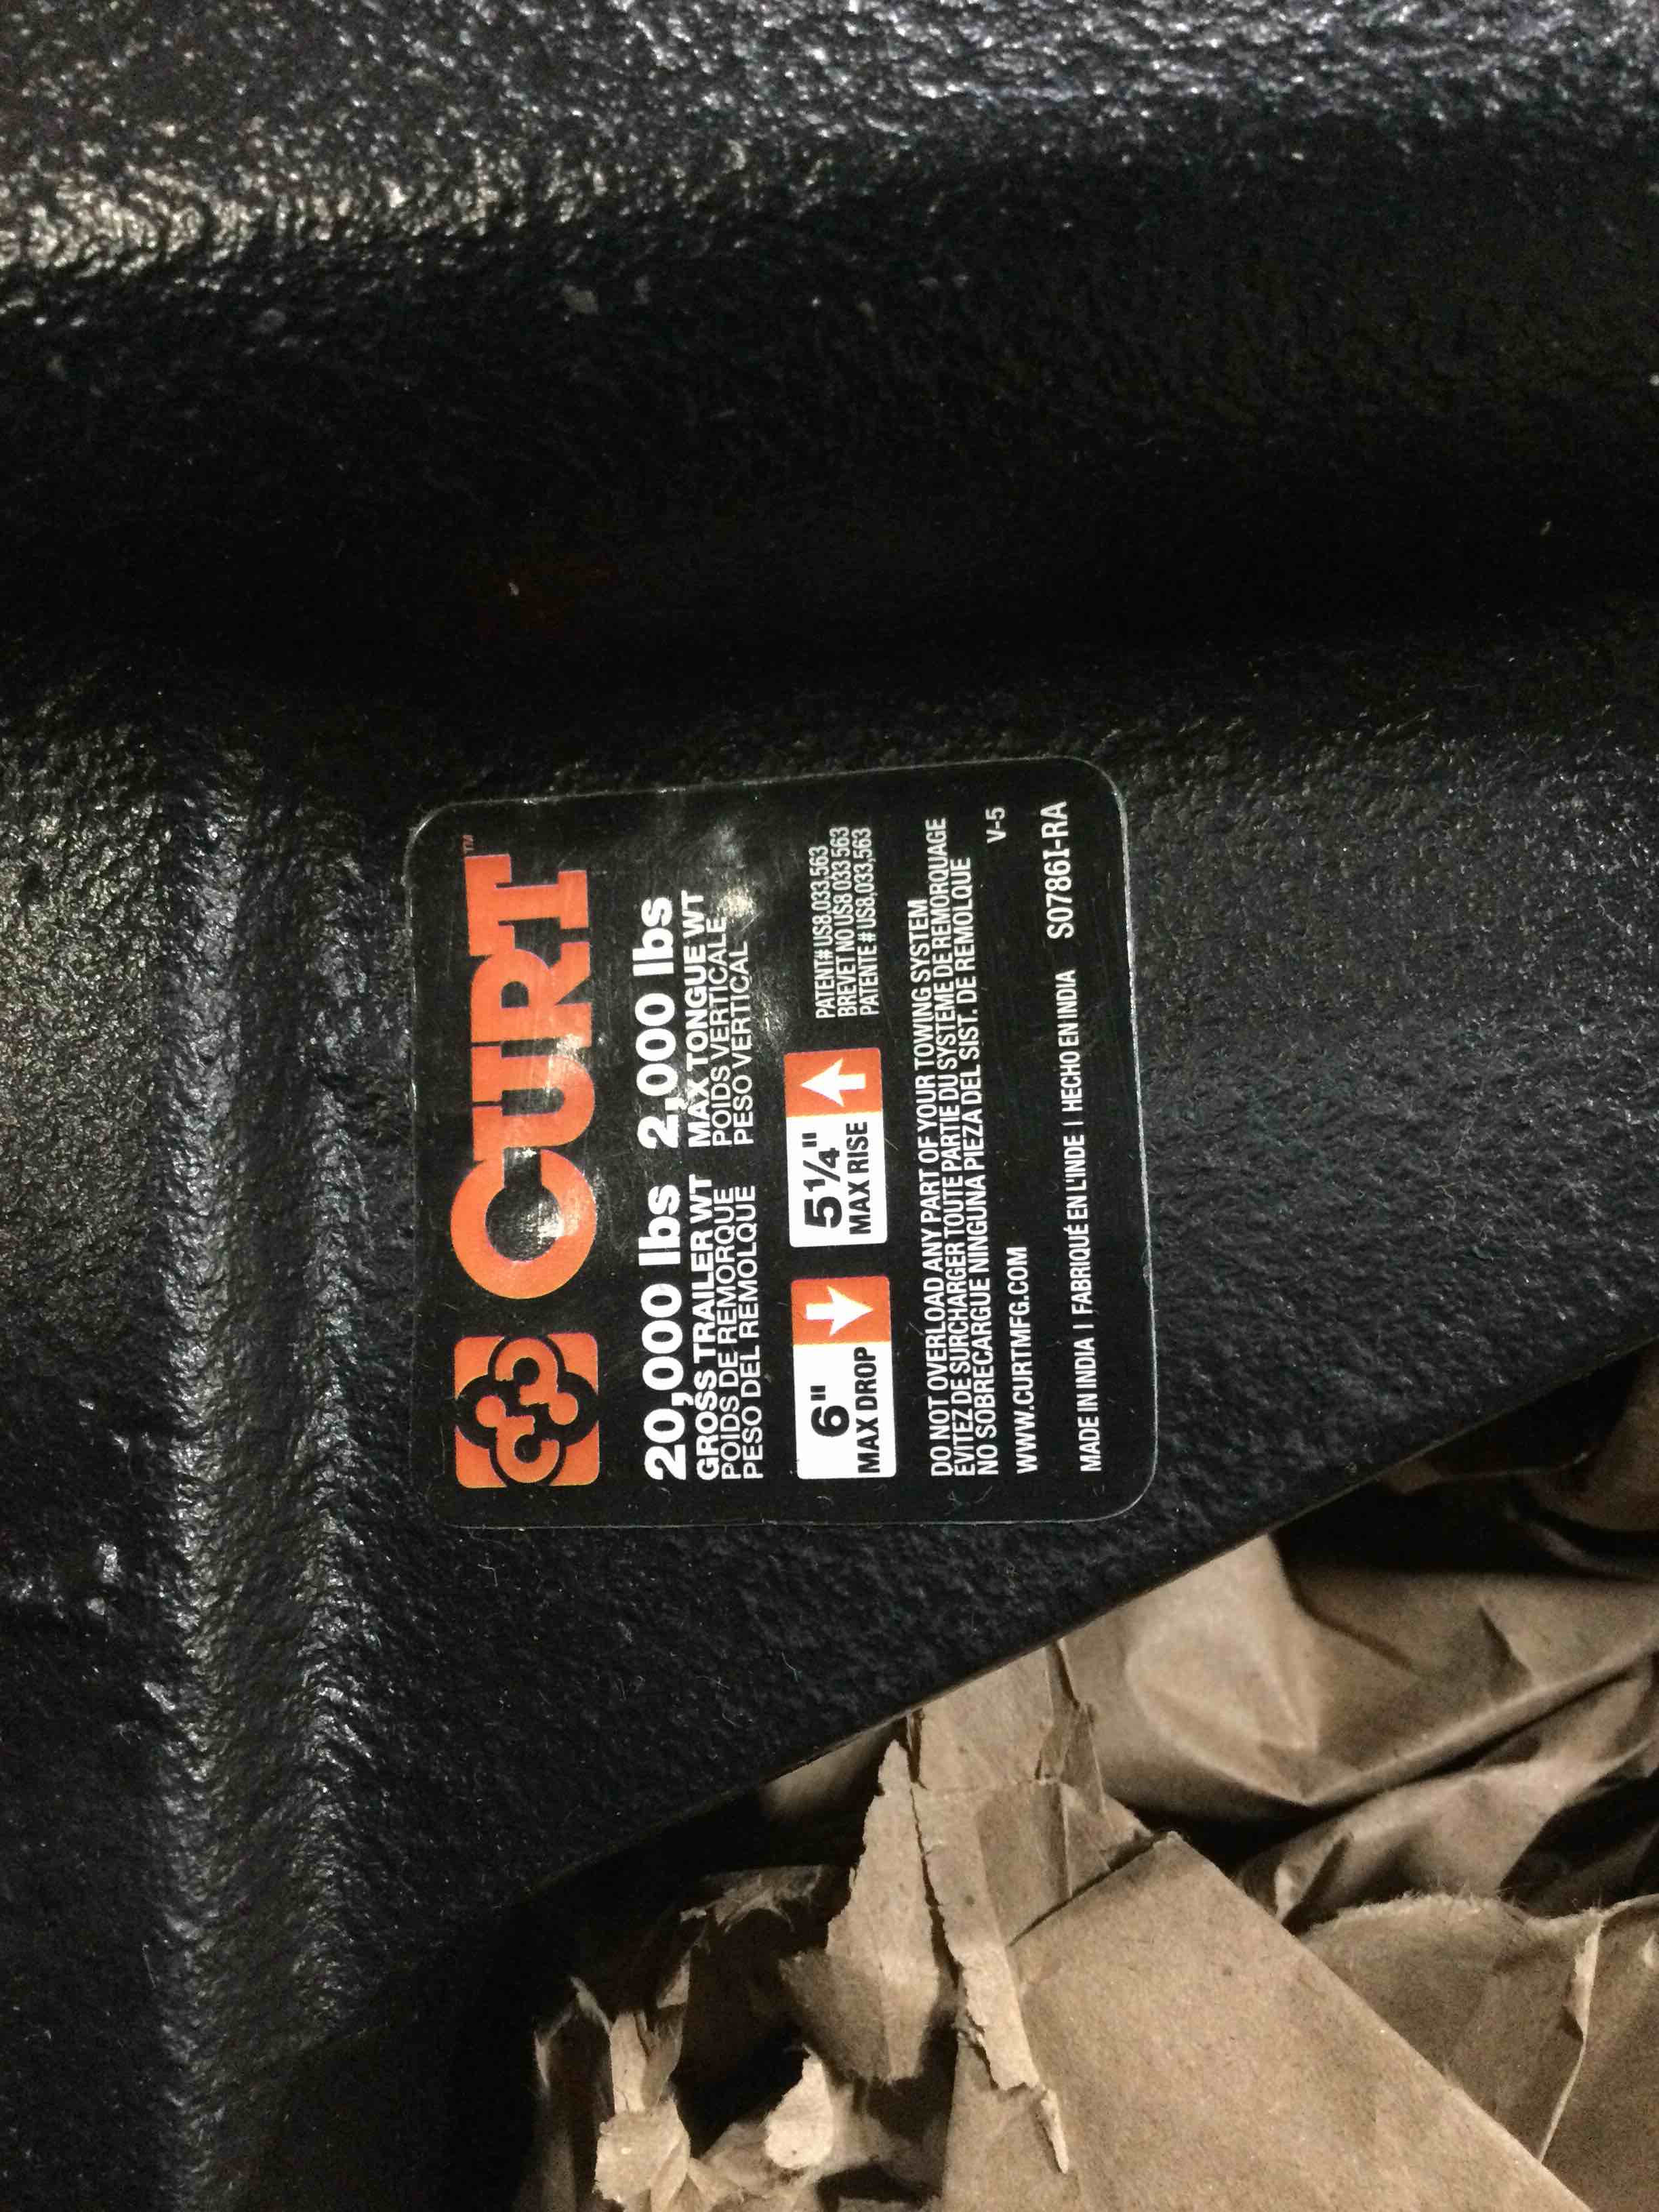 CURT™
20,000 lbs 2,000 lbs
GROSS TRAILER WT MAX TONGUE WT
POIDS DE REMORQUE POIDS VERTICALE
PESO DEL REMOLQUE PESO VERTICAL
6" 5¼"
MAX DROP MAX RISE
PATENT# US8,033,563
BREVET NO US8 033 563
PATENTE # US8,033,563
DO NOT OVERLOAD ANY PART OF YOUR TOWING SYSTEM
EVITEZ DE SURCHARGER TOUTE PARTIE DU SYSTEME DE REMORQUAGE
NO SOBRECARGUE NINGUNA PIEZA DEL SIST. DE REMOLQUE
WWW.CURTMFG.COM V-5
MADE IN INDIA | FABRIQUÉ EN L'INDE | HECHO EN INDIA S0786I-RA